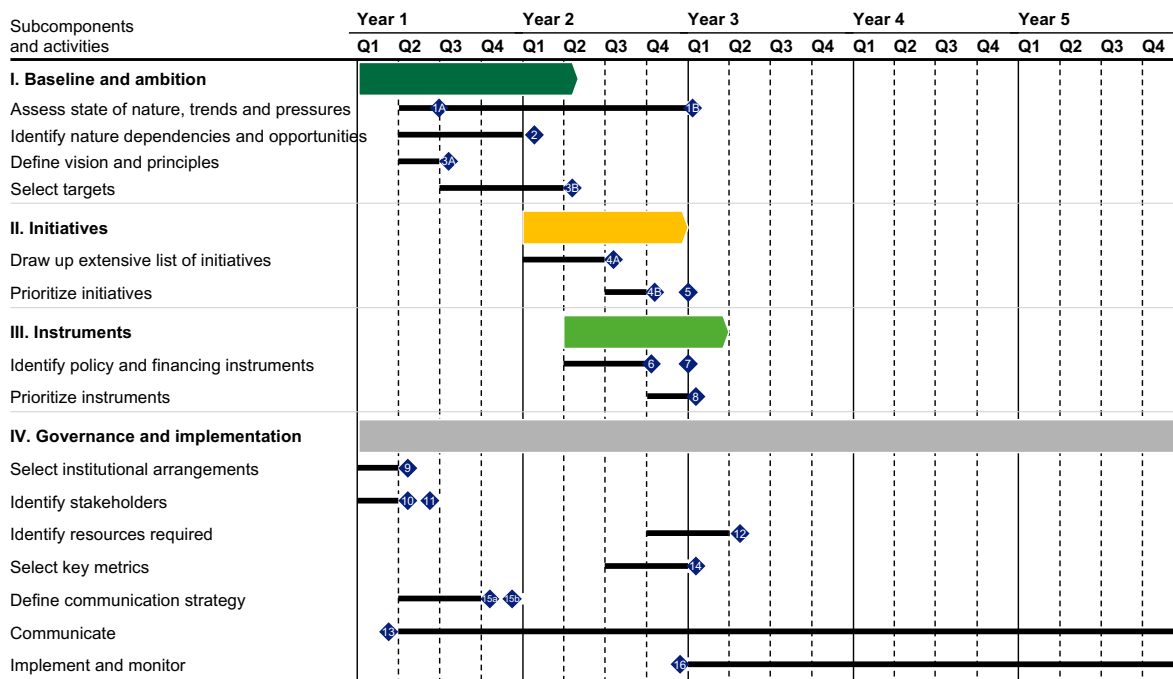 Subcomponents
and activities
Year 1 Year 2 Year 3 Year 4 Year 5
Q1 Q2 Q3 Q4 Q1 Q2 Q3 Q4 Q1 Q2 Q3 Q4 Q1 Q2 Q3 Q4 Q1 Q2 Q3 Q4
I. Baseline and ambition
Assess state of nature, trends and pressures 1A 1B
Identify nature dependencies and opportunities 2
Define vision and principles 3A
Select targets 3B
II. Initiatives
Draw up extensive list of initiatives 4A
Prioritize initiatives 4B 5
III. Instruments
Identify policy and financing instruments 6 7
Prioritize instruments 8
IV. Governance and implementation
Select institutional arrangements 9
Identify stakeholders 10 11
Identify resources required 12
Select key metrics 14
Define communication strategy 15a 15b
Communicate 13
Implement and monitor 16